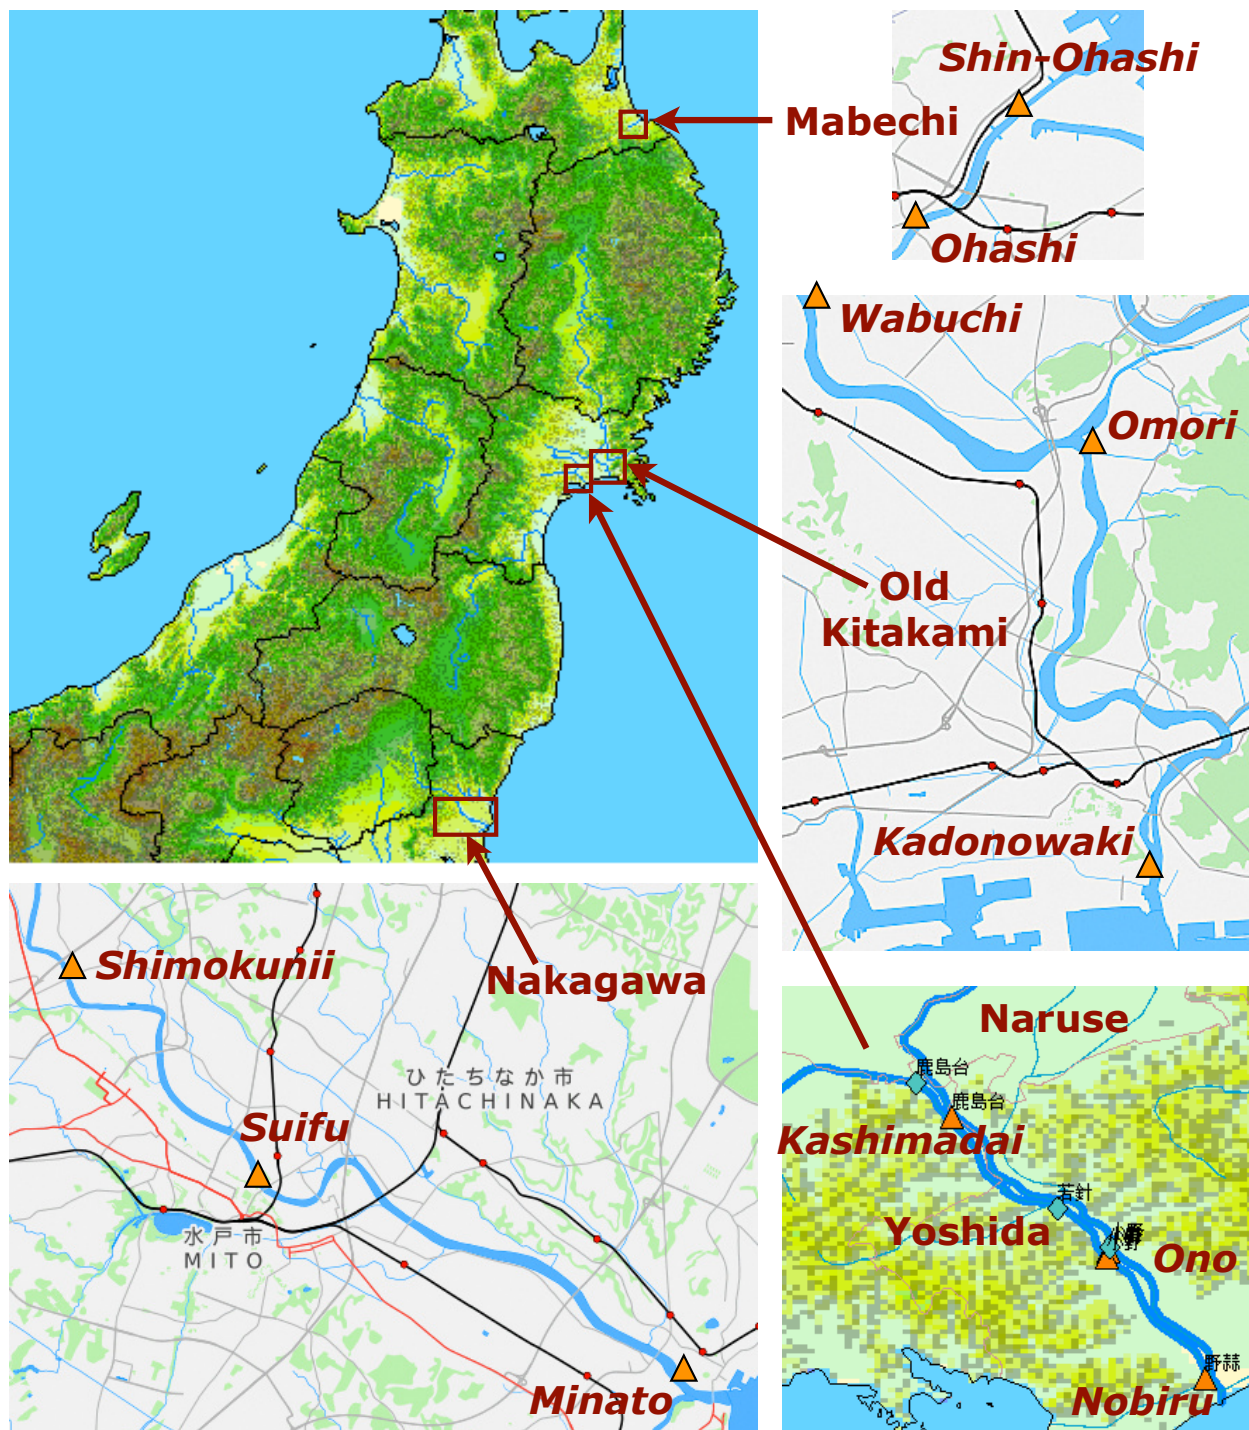 Shin-Ohashi
Mabechi
Ohashi
Wabuchi
Omori
Old
Kitakami
Kadonowaki
Shimokunii
Nakagawa
ひたちなか市
HITACHINAKA
Suifu
水戸市
MITO
Minato
Naruse
鹿島台
鹿島台
Kashimadai
若針
Yoshida
Ono
野蒜
Nobiru